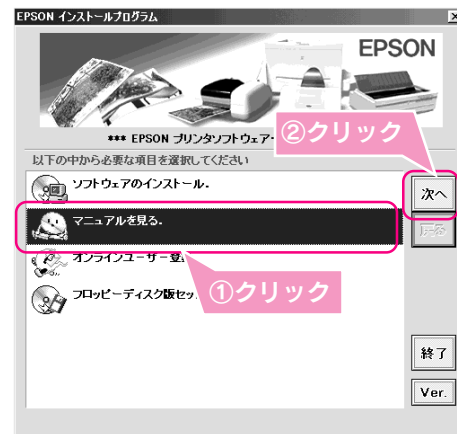 EPSON インストールプログラム
EPSON
*** EPSON プリンタソフトウェア・
②クリック
以下の中から必要な項目を選択してください
ソフトウェアのインストール.
次へ
マニュアルを見る.
戻る
オンラインユーザー登
①クリック
フロッピーディスク版セッ
終了
Ver.